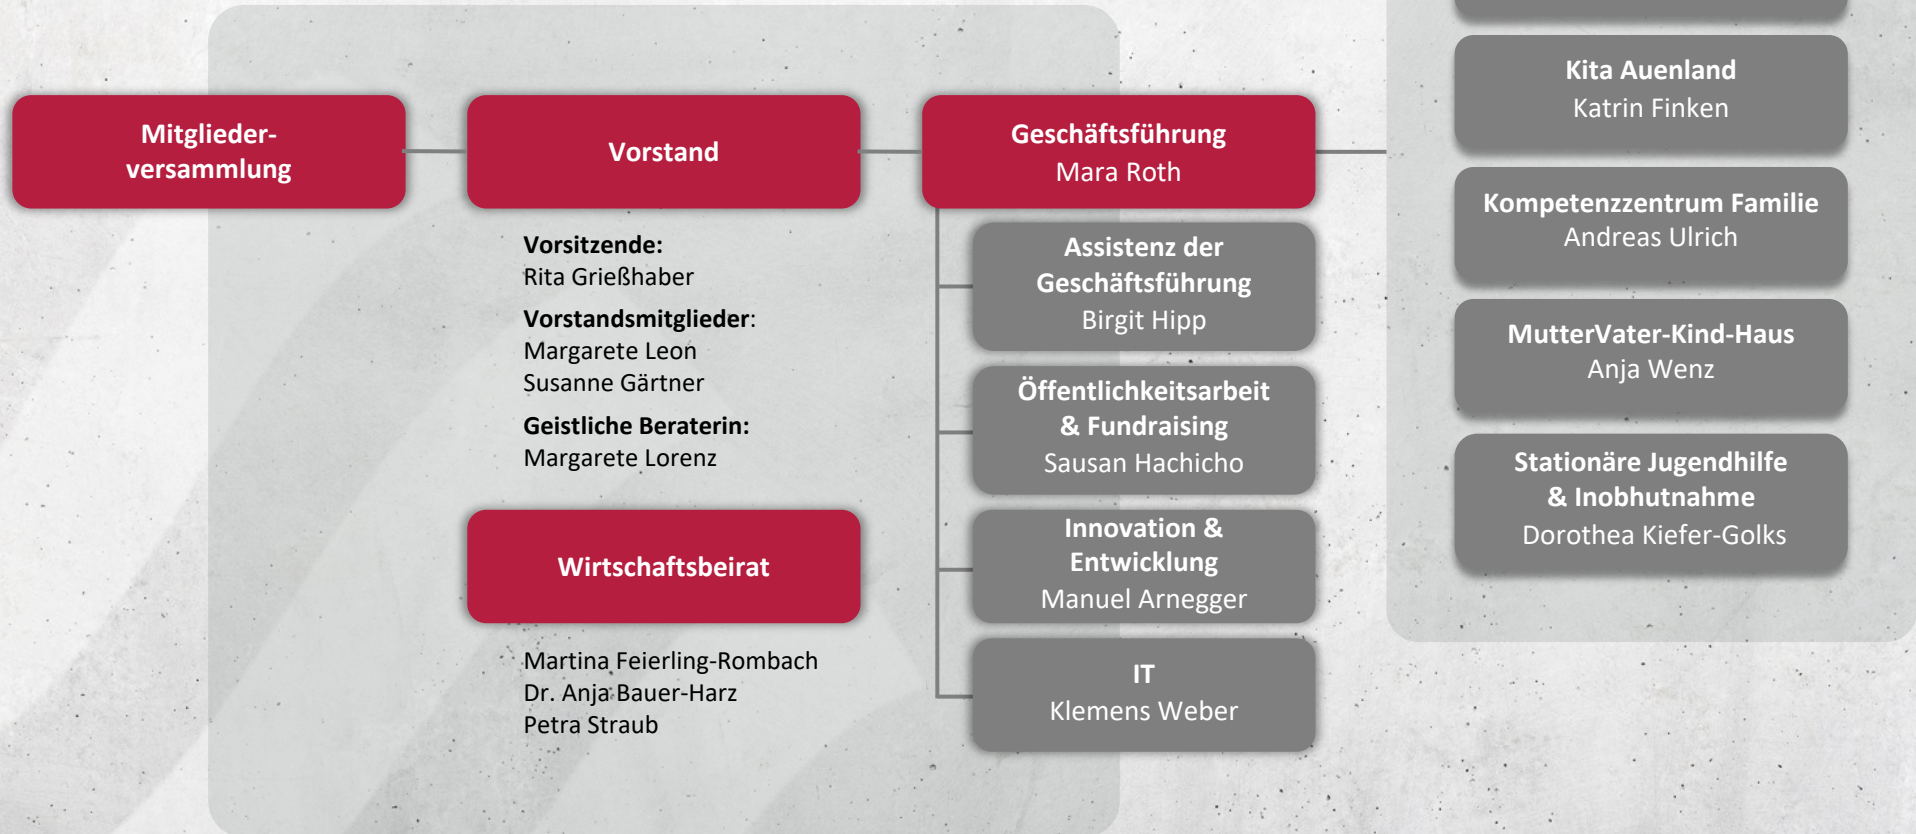 Mitglieder-
versammlung
Vorstand
Vorsitzende:
Rita Grießhaber
Vorstandsmitglieder:
Margarete Leon
Susanne Gärtner
Geistliche Beraterin:
Margarete Lorenz
Wirtschaftsbeirat
Martina Feierling-Rombach
Dr. Anja Bauer-Harz
Petra Straub
Geschäftsführung
Mara Roth
Assistenz der
Geschäftsführung
Birgit Hipp
Öffentlichkeitsarbeit
& Fundraising
Sausan Hachicho
Innovation &
Entwicklung
Manuel Arnegger
IT
Klemens Weber
Kita Auenland
Katrin Finken
Kompetenzzentrum Familie
Andreas Ulrich
MutterVater-Kind-Haus
Anja Wenz
Stationäre Jugendhilfe
& Inobhutnahme
Dorothea Kiefer-Golks